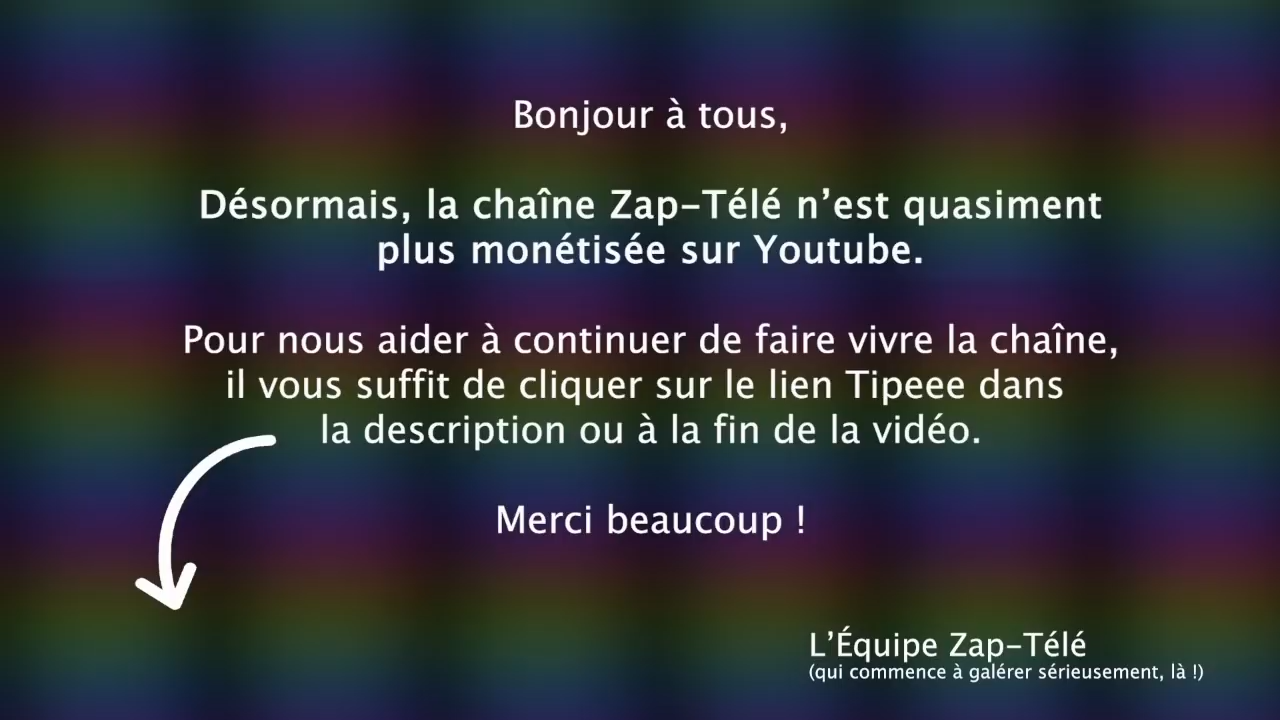 Bonjour à tous,
Désormais, la chaîne Zap-Télé n’est quasiment
plus monétisée sur Youtube.
Pour nous aider à continuer de faire vivre la chaîne,
il vous suffit de cliquer sur le lien Tipeee dans
la description ou à la fin de la vidéo.
Merci beaucoup !
L’Équipe Zap-Télé
(qui commence à galérer sérieusement, là !)